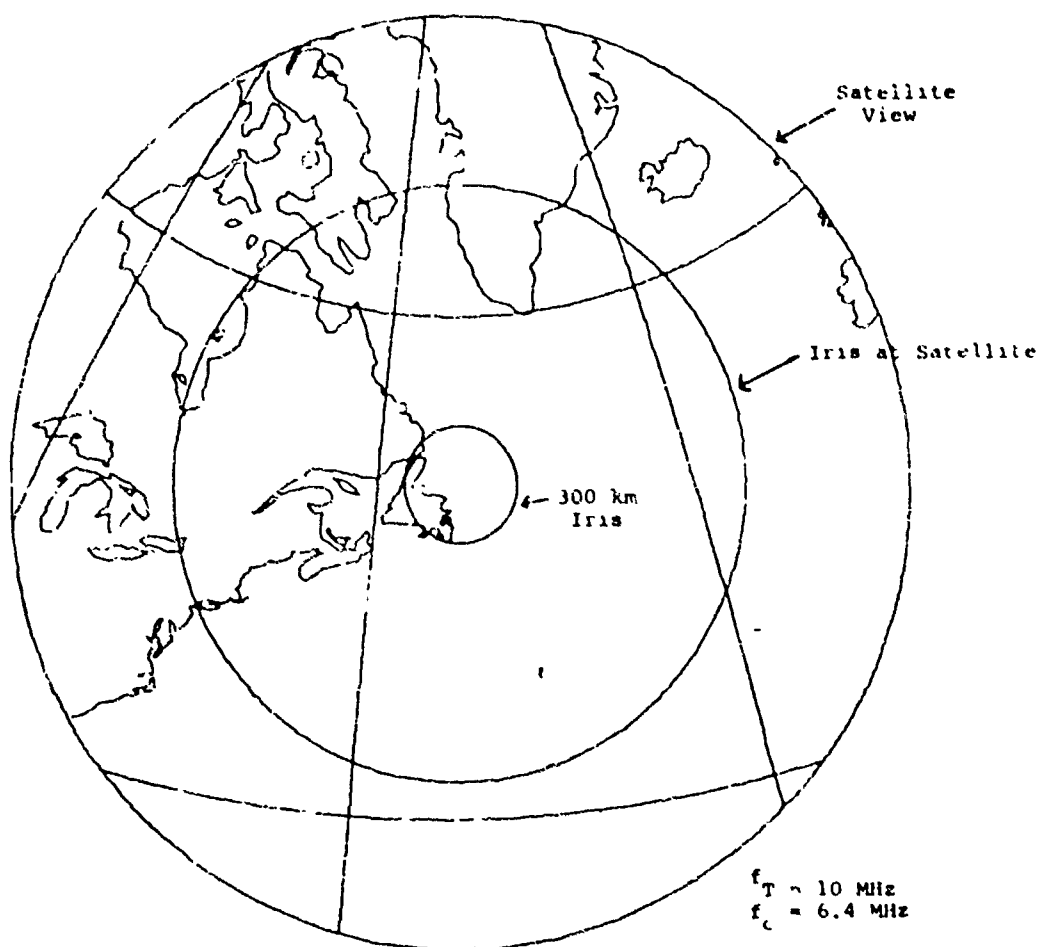 Satellite
View
Iris at Satellite
300 km
Iris
f_T = 10 MHz
f_c = 6.4 MHz